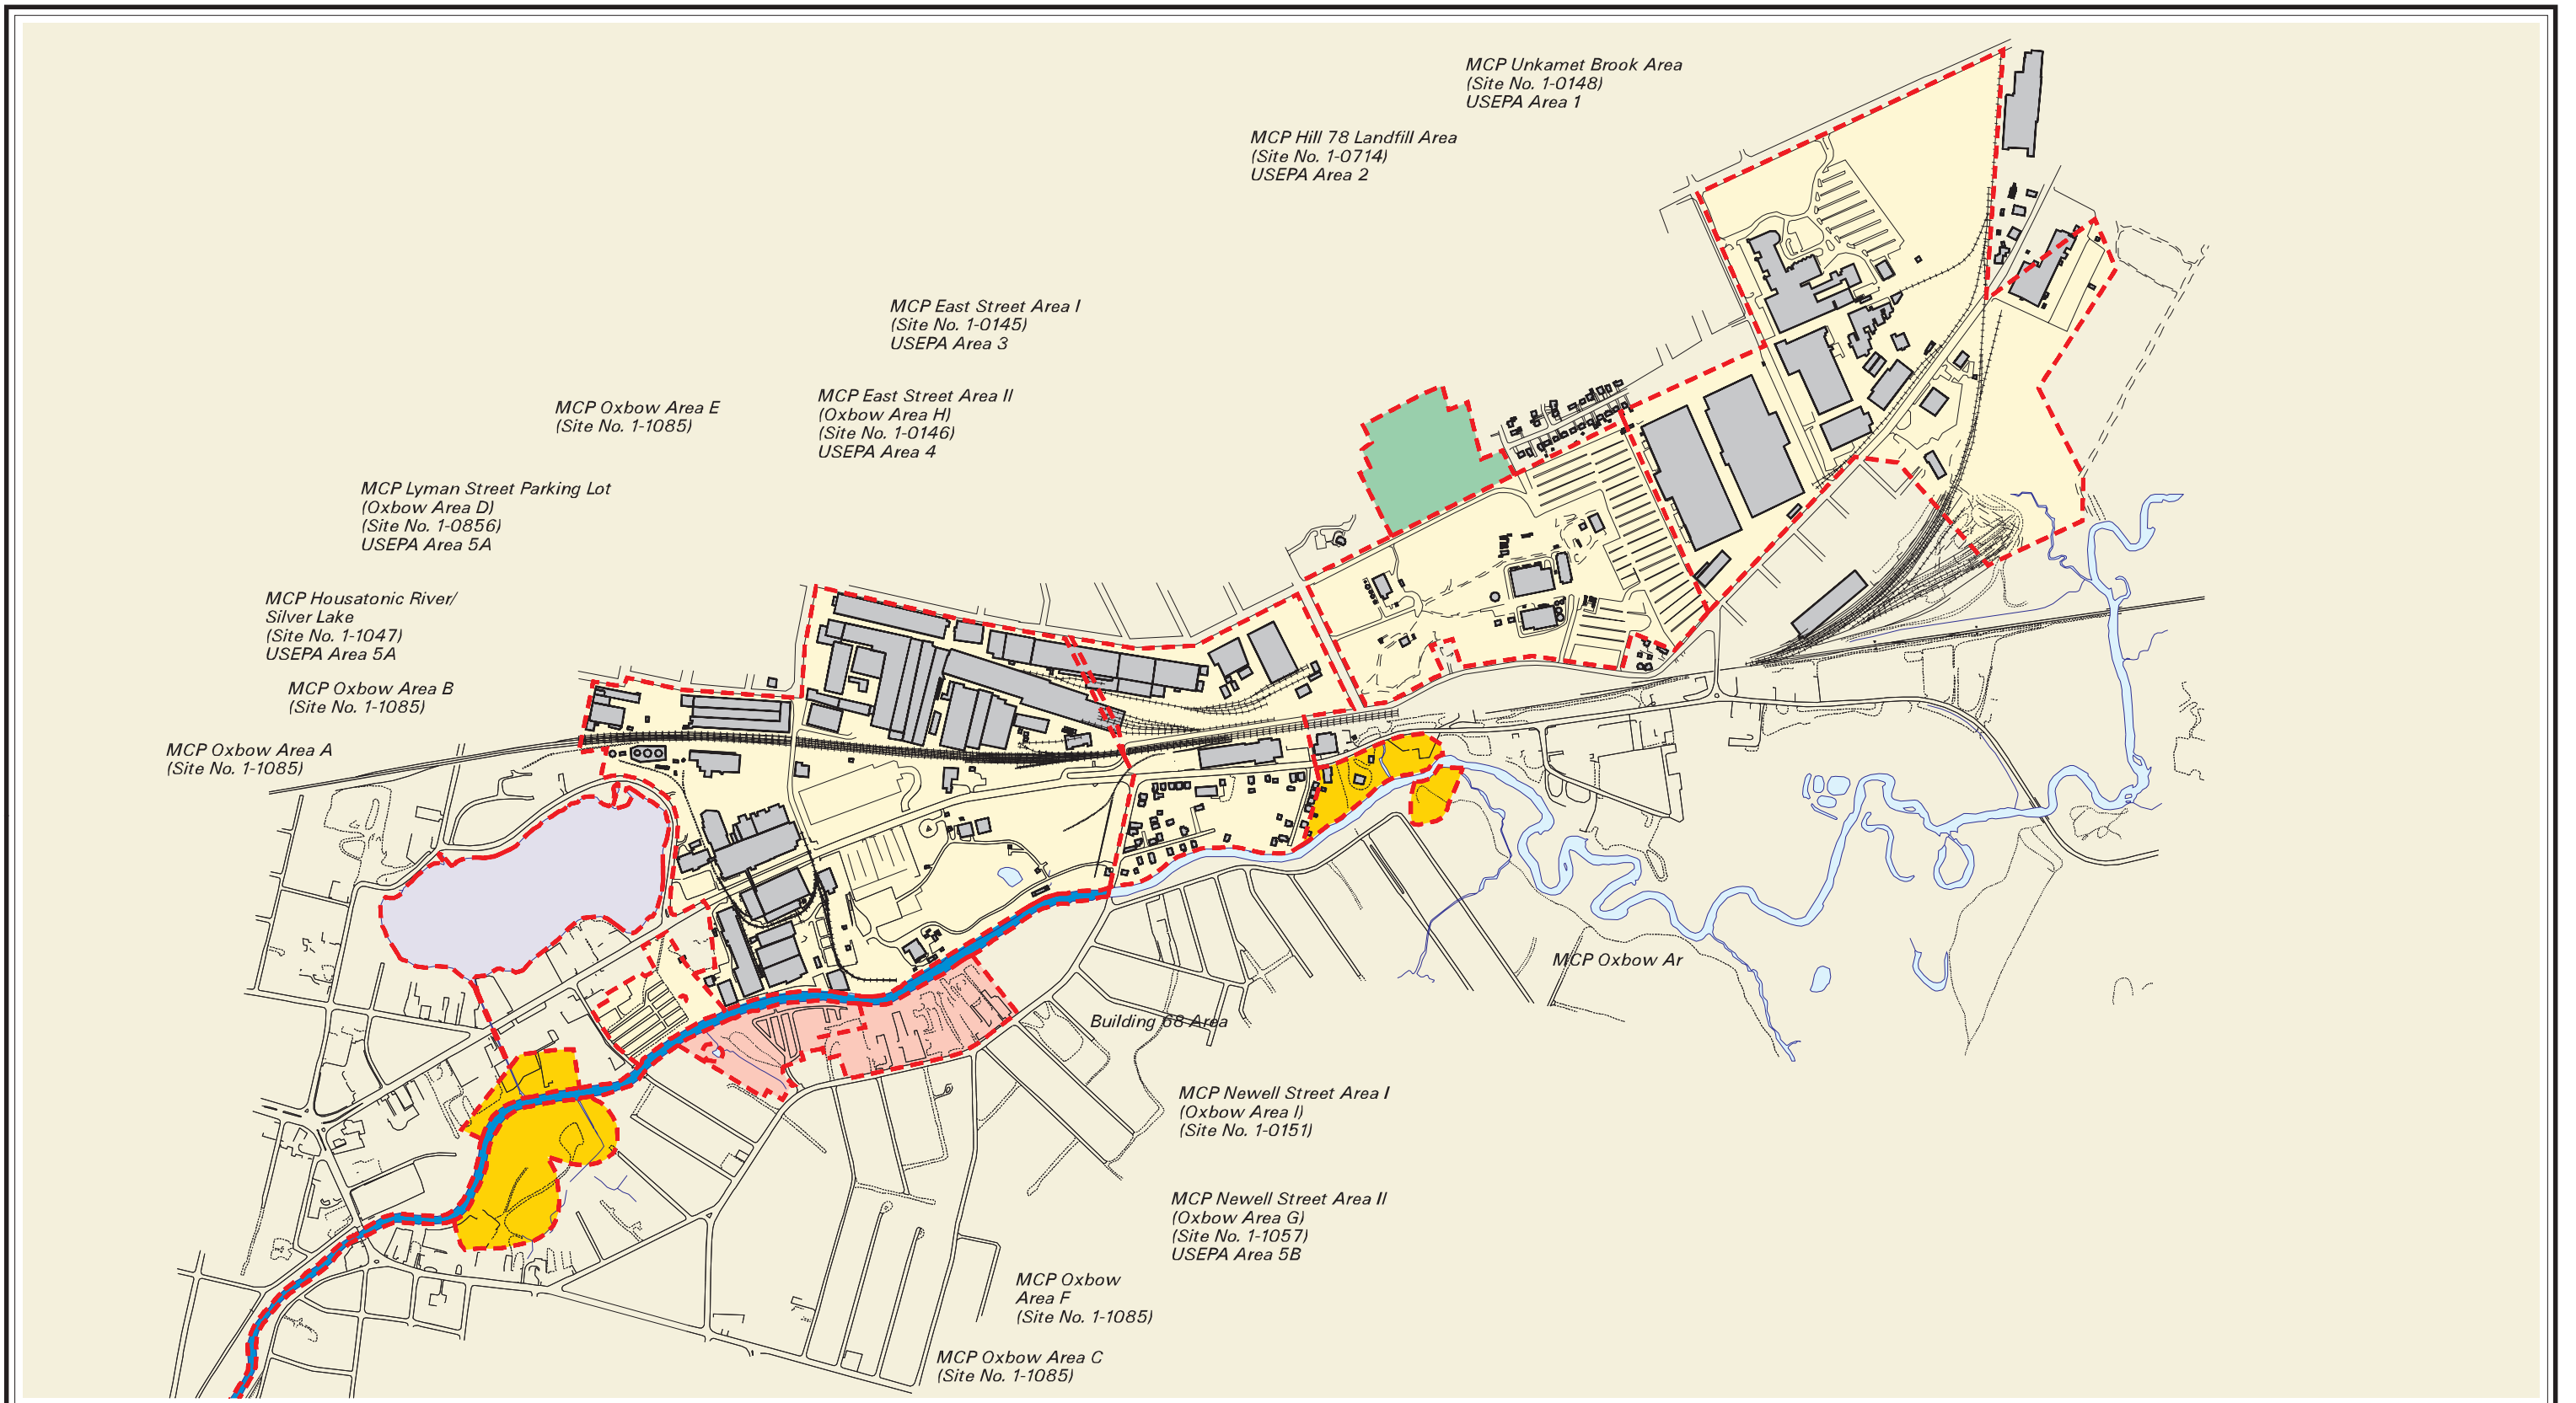 MCP Unkamet Brook Area
(Site No. 1-0148)
USEPA Area 1
MCP Hill 78 Landfill Area
(Site No. 1-0714)
USEPA Area 2
MCP East Street Area I
(Site No. 1-0145)
USEPA Area 3
MCP East Street Area II
(Oxbow Area H)
(Site No. 1-0146)
USEPA Area 4
MCP Oxbow Area E
(Site No. 1-1085)
MCP Lyman Street Parking Lot
(Oxbow Area D)
(Site No. 1-0856)
USEPA Area 5A
MCP Housatonic River/
Silver Lake
(Site No. 1-1047)
USEPA Area 5A
MCP Oxbow Area B
(Site No. 1-1085)
MCP Oxbow Area A
(Site No. 1-1085)
MCP Oxbow Ar
Building 68 Area
MCP Newell Street Area I
(Oxbow Area I)
(Site No. 1-0151)
MCP Newell Street Area II
(Oxbow Area G)
(Site No. 1-1057)
USEPA Area 5B
MCP Oxbow
Area F
(Site No. 1-1085)
MCP Oxbow Area C
(Site No. 1-1085)